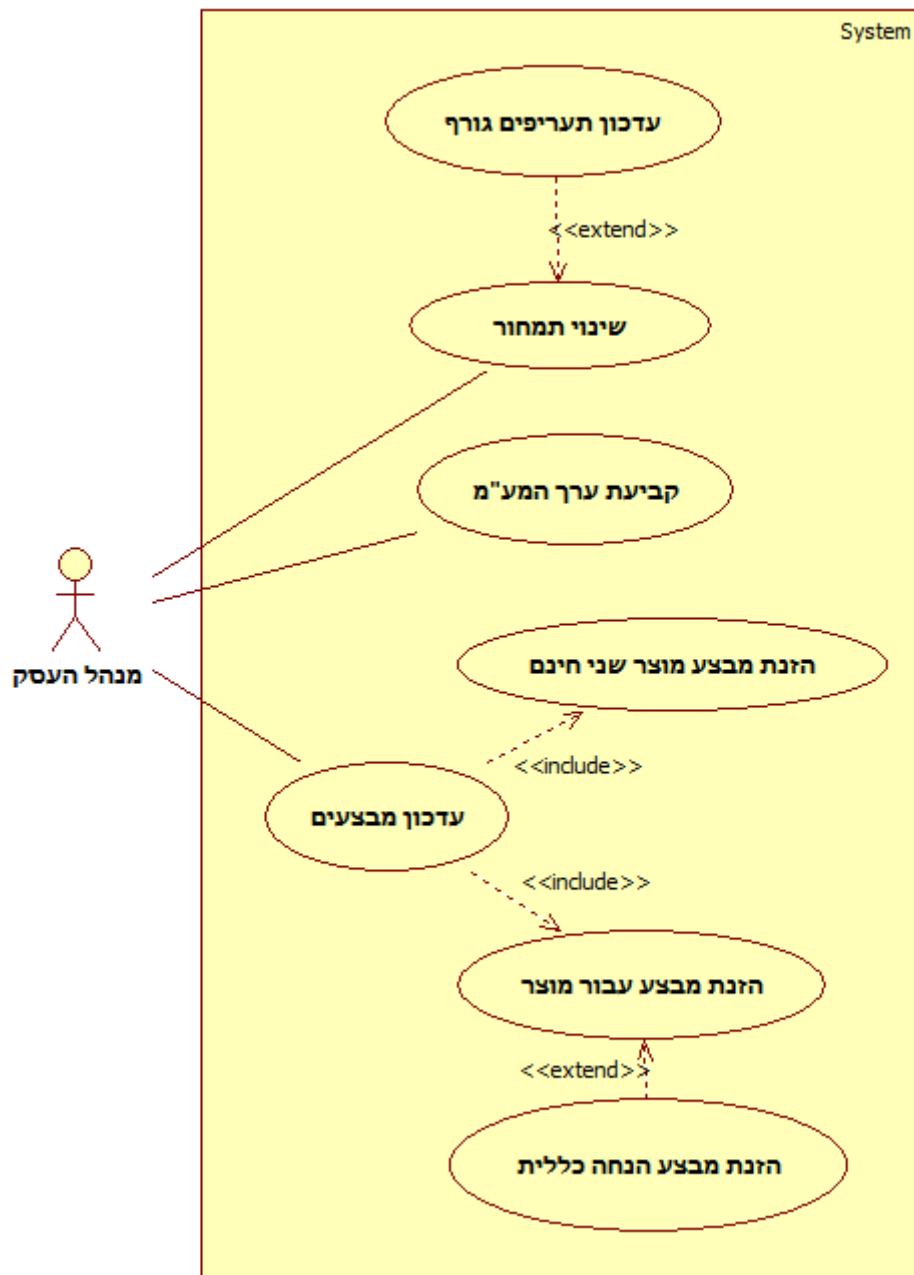 System
עדכון תעריפים גורף
<<extend>>
שינוי תמחור
קביעת ערך המע"מ
הזנת מבצע מוצר שני חינם
מנהל העסק
<<include>>
עדכון מבצעים
<<include>>
הזנת מבצע עבור מוצר
<<extend>>
הזנת מבצע הנחה כללית